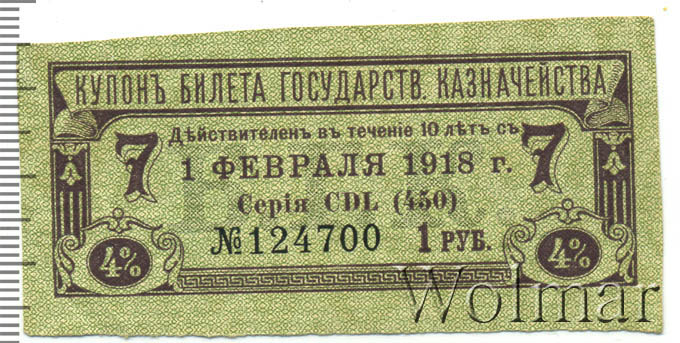 КУПОНЪ БИЛЕТА ГОСУДАРСТВ. КАЗНАЧЕЙСТВА
7 Дѣйствителенъ въ теченіе 10 лѣтъ съ 7
1 ФЕВРАЛЯ 1918 г.
Серія CDL (450)
№124700 1 РУБ.
4% 4%
Wolmar